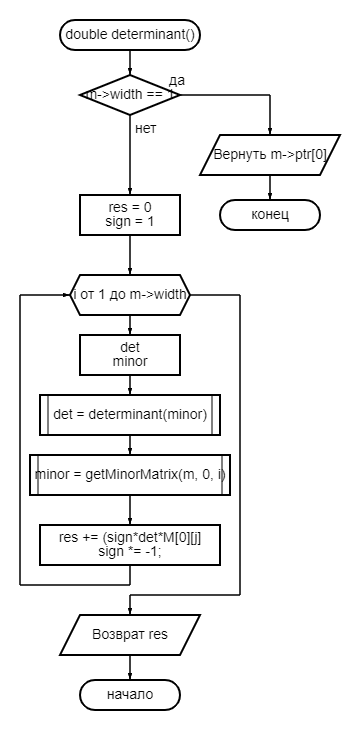 double determinant()
да
m->width == 1
нет
Вернуть m->ptr[0]
res = 0
sign = 1
конец
i от 1 до m->width
det
minor
det = determinant(minor)
minor = getMinorMatrix(m, 0, i)
res += (sign*det*M[0][j]
sign *= -1;
Возврат res
начало